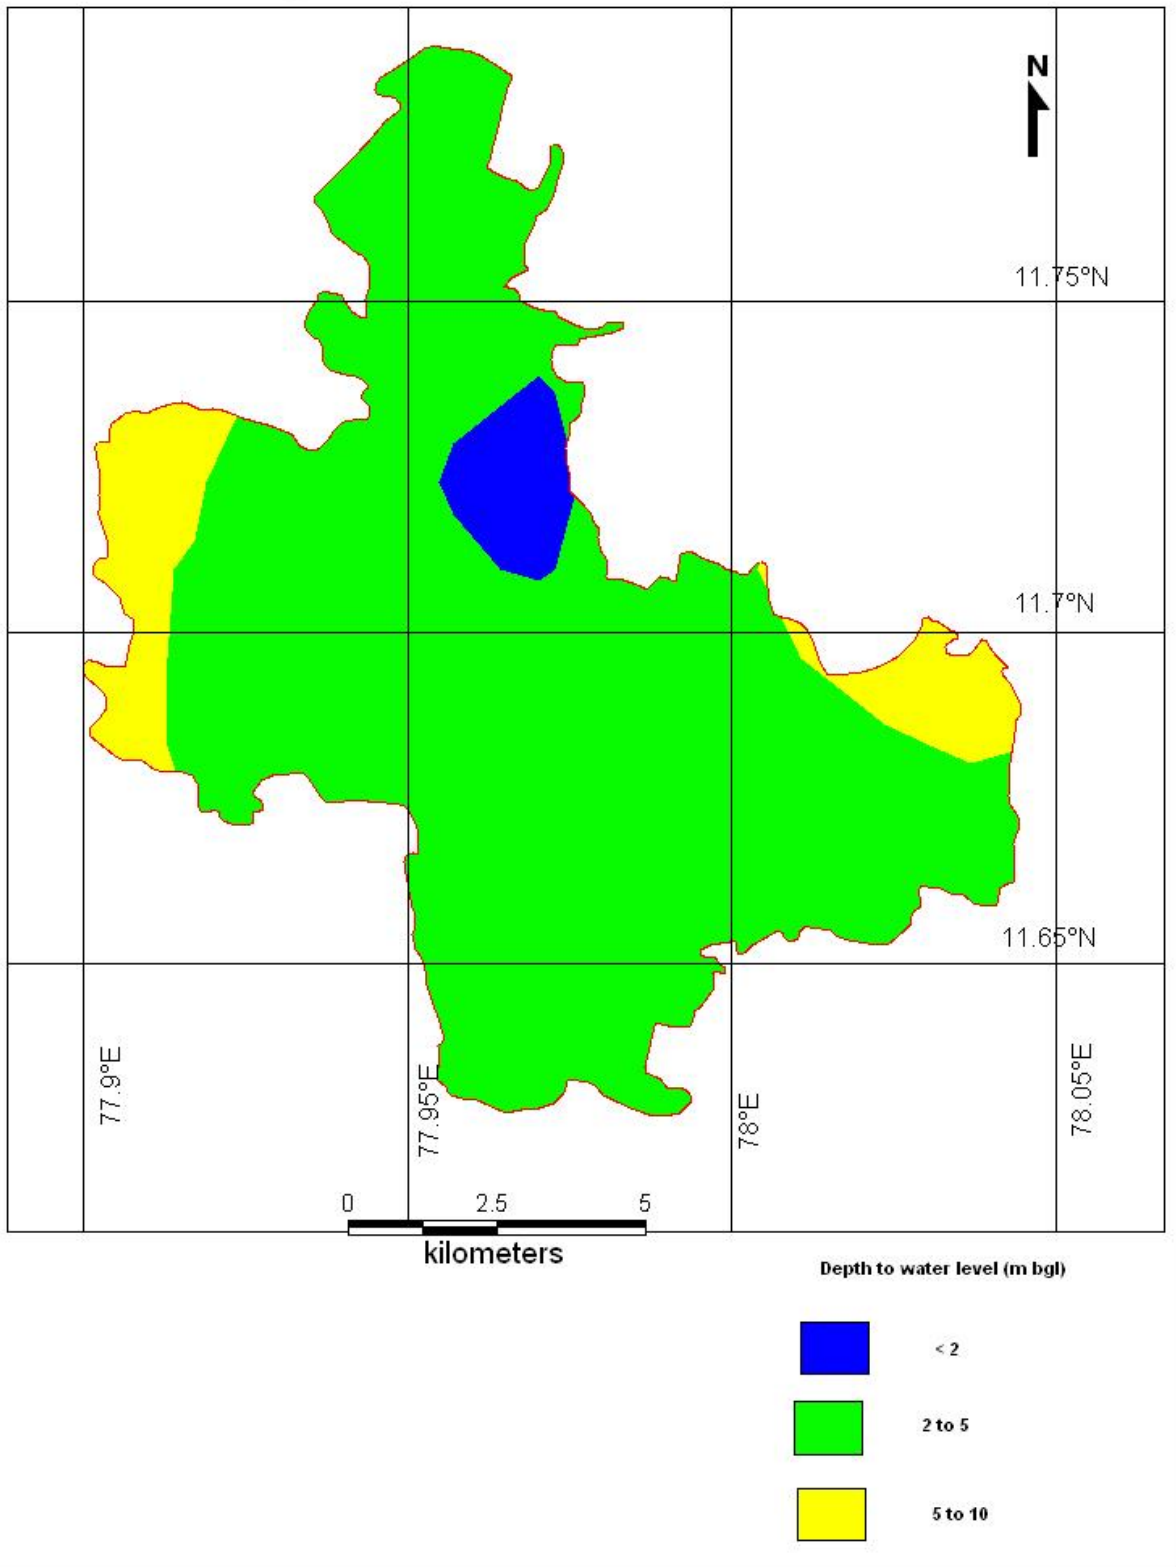 N
11.75°N
11.7°N
11.65°N
77.9°E
77.95°E
78°E
78.05°E
0 2.5 5
kilometers
Depth to water level (m bgl)
< 2
2 to 5
5 to 10